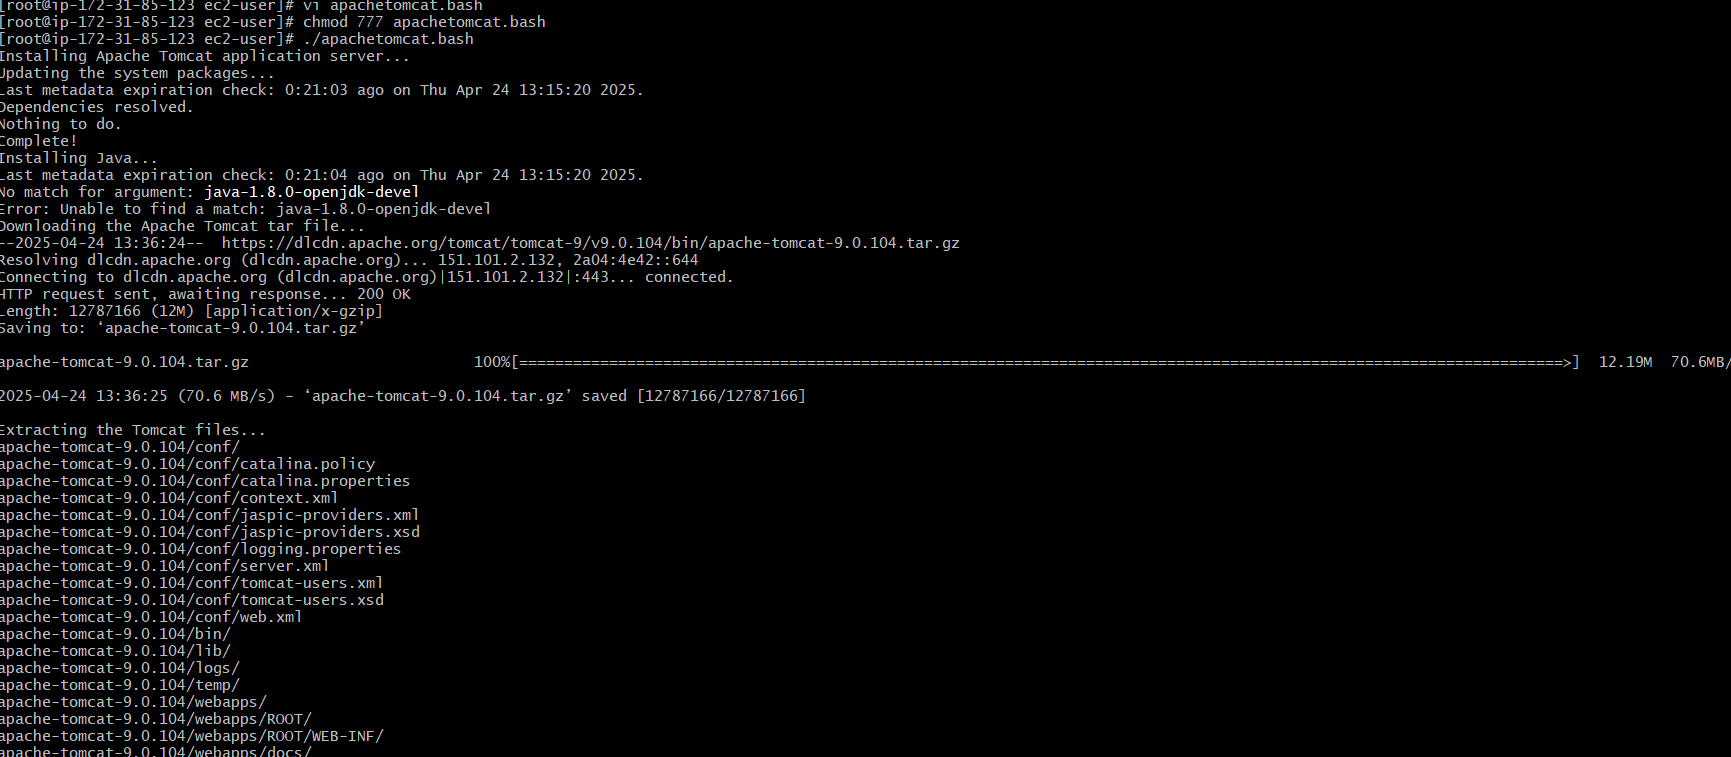 [root@ip-172-31-85-123 ec2-user]# vi apachetomcat.bash
[root@ip-172-31-85-123 ec2-user]# chmod 777 apachetomcat.bash
[root@ip-172-31-85-123 ec2-user]# ./apachetomcat.bash
Installing Apache Tomcat application server...
Updating the system packages...
Last metadata expiration check: 0:21:03 ago on Thu Apr 24 13:15:20 2025.
Dependencies resolved.
Nothing to do.
Complete!
Installing Java...
Last metadata expiration check: 0:21:04 ago on Thu Apr 24 13:15:20 2025.
No match for argument: java-1.8.0-openjdk-devel
Error: Unable to find a match: java-1.8.0-openjdk-devel
Downloading the Apache Tomcat tar file...
--2025-04-24 13:36:24--  https://dlcdn.apache.org/tomcat/tomcat-9/v9.0.104/bin/apache-tomcat-9.0.104.tar.gz
Resolving dlcdn.apache.org (dlcdn.apache.org)... 151.101.2.132, 2a04:4e42::644
Connecting to dlcdn.apache.org (dlcdn.apache.org)|151.101.2.132|:443... connected.
HTTP request sent, awaiting response... 200 OK
Length: 12787166 (12M) [application/x-gzip]
Saving to: ‘apache-tomcat-9.0.104.tar.gz’
apache-tomcat-9.0.104.tar.gz 100%[====================================================================================================================>] 12.19M 70.6MB/
2025-04-24 13:36:25 (70.6 MB/s) - ‘apache-tomcat-9.0.104.tar.gz’ saved [12787166/12787166]
Extracting the Tomcat files...
apache-tomcat-9.0.104/conf/
apache-tomcat-9.0.104/conf/catalina.policy
apache-tomcat-9.0.104/conf/catalina.properties
apache-tomcat-9.0.104/conf/context.xml
apache-tomcat-9.0.104/conf/jaspic-providers.xml
apache-tomcat-9.0.104/conf/jaspic-providers.xsd
apache-tomcat-9.0.104/conf/logging.properties
apache-tomcat-9.0.104/conf/server.xml
apache-tomcat-9.0.104/conf/tomcat-users.xml
apache-tomcat-9.0.104/conf/tomcat-users.xsd
apache-tomcat-9.0.104/conf/web.xml
apache-tomcat-9.0.104/bin/
apache-tomcat-9.0.104/lib/
apache-tomcat-9.0.104/logs/
apache-tomcat-9.0.104/temp/
apache-tomcat-9.0.104/webapps/
apache-tomcat-9.0.104/webapps/ROOT/
apache-tomcat-9.0.104/webapps/ROOT/WEB-INF/
apache-tomcat-9.0.104/webapps/docs/